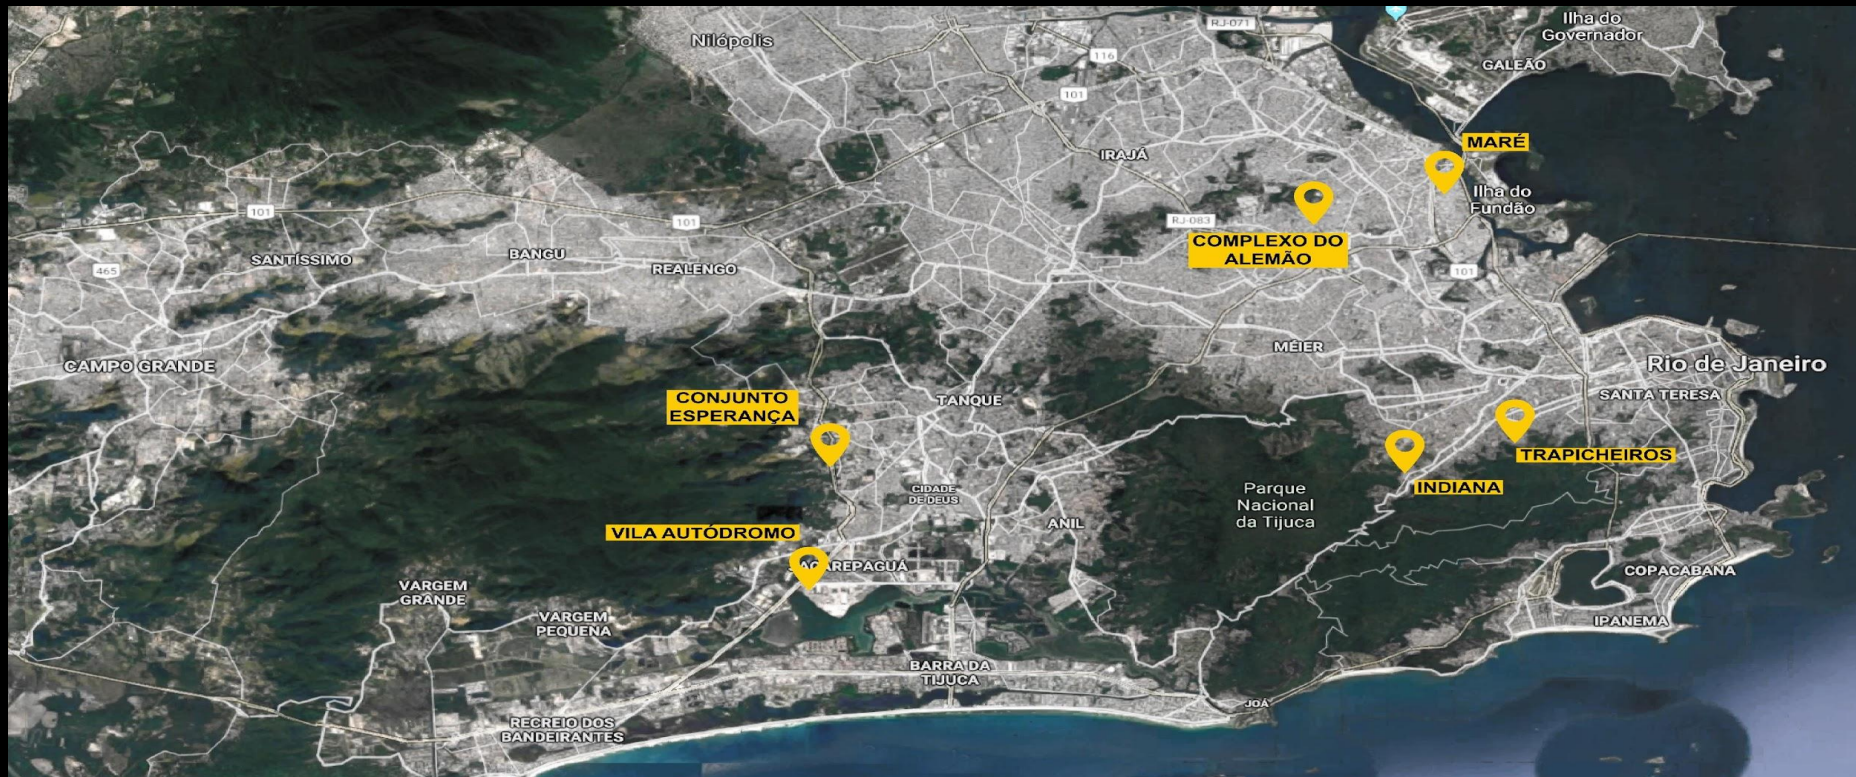 RJ-071
Ilha do
Governador
Nilópolis
116
GALEÃO
101
MARÉ
IRAJÁ
Ilha do
Fundão
101
RJ-083
101
COMPLEXO DO
ALEMÃO
SANTÍSSIMO
BANGU
REALENGO
465
101
MÉIER
CAMPO GRANDE
Rio de Janeiro
CONJUNTO
ESPERANÇA
TANQUE
SANTA TERESA
TRAPICHEIROS
INDIANA
CIDADE
DE DEUS
Parque
Nacional
da Tijuca
ANIL
VILA AUTÓDROMO
JACAREPAGUÁ
COPACABANA
VARGEM
GRANDE
VARGEM
PEQUENA
IPANEMA
BARRA DA
TIJUCA
JOÁ
RECREIO DOS
BANDEIRANTES